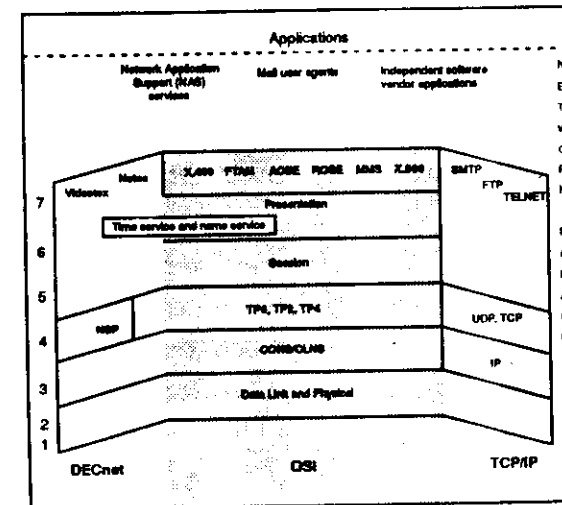 Applications
Network Application
Support (NAS)
services
Mail user agents
Independent software
vendor applications
X.400 FTAM ACSE ROSE MMS X.500
SMTP
FTP
TELNET
Notes
Videotex
7
Presentation
Time service and name service
6
Session
5
TP0, TP2, TP4
UDP, TCP
NSP
4
CONS/CLNS
IP
3
Data Link and Physical
2
1
DECnet
OSI
TCP/IP